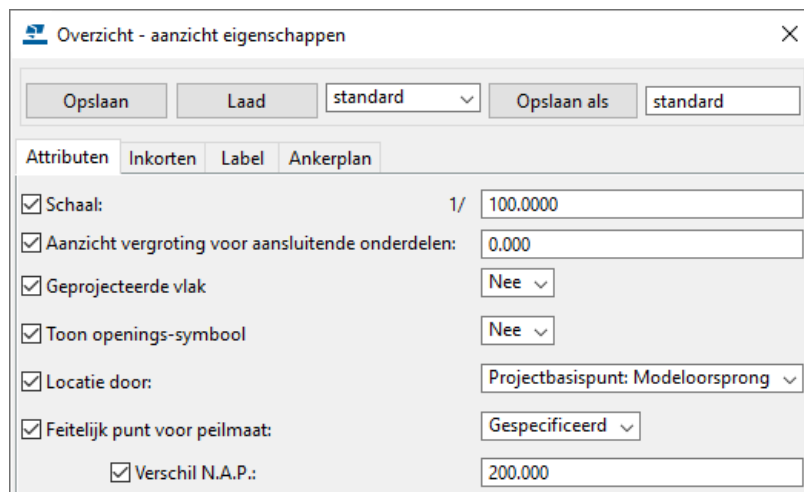 Overzicht - aanzicht eigenschappen
Opslaan Laad standard Opslaan als standard
Attributen Inkorten Label Ankerplan
Schaal: 1/ 100.0000
Aanzicht vergroting voor aansluitende onderdelen: 0.000
Geprojecteerde vlak Nee
Toon openings-symbool Nee
Locatie door: Projectbasispunt: Modeloorsprong
Feitelijk punt voor peilmaat: Gespecificeerd
Verschil N.A.P.: 200.000